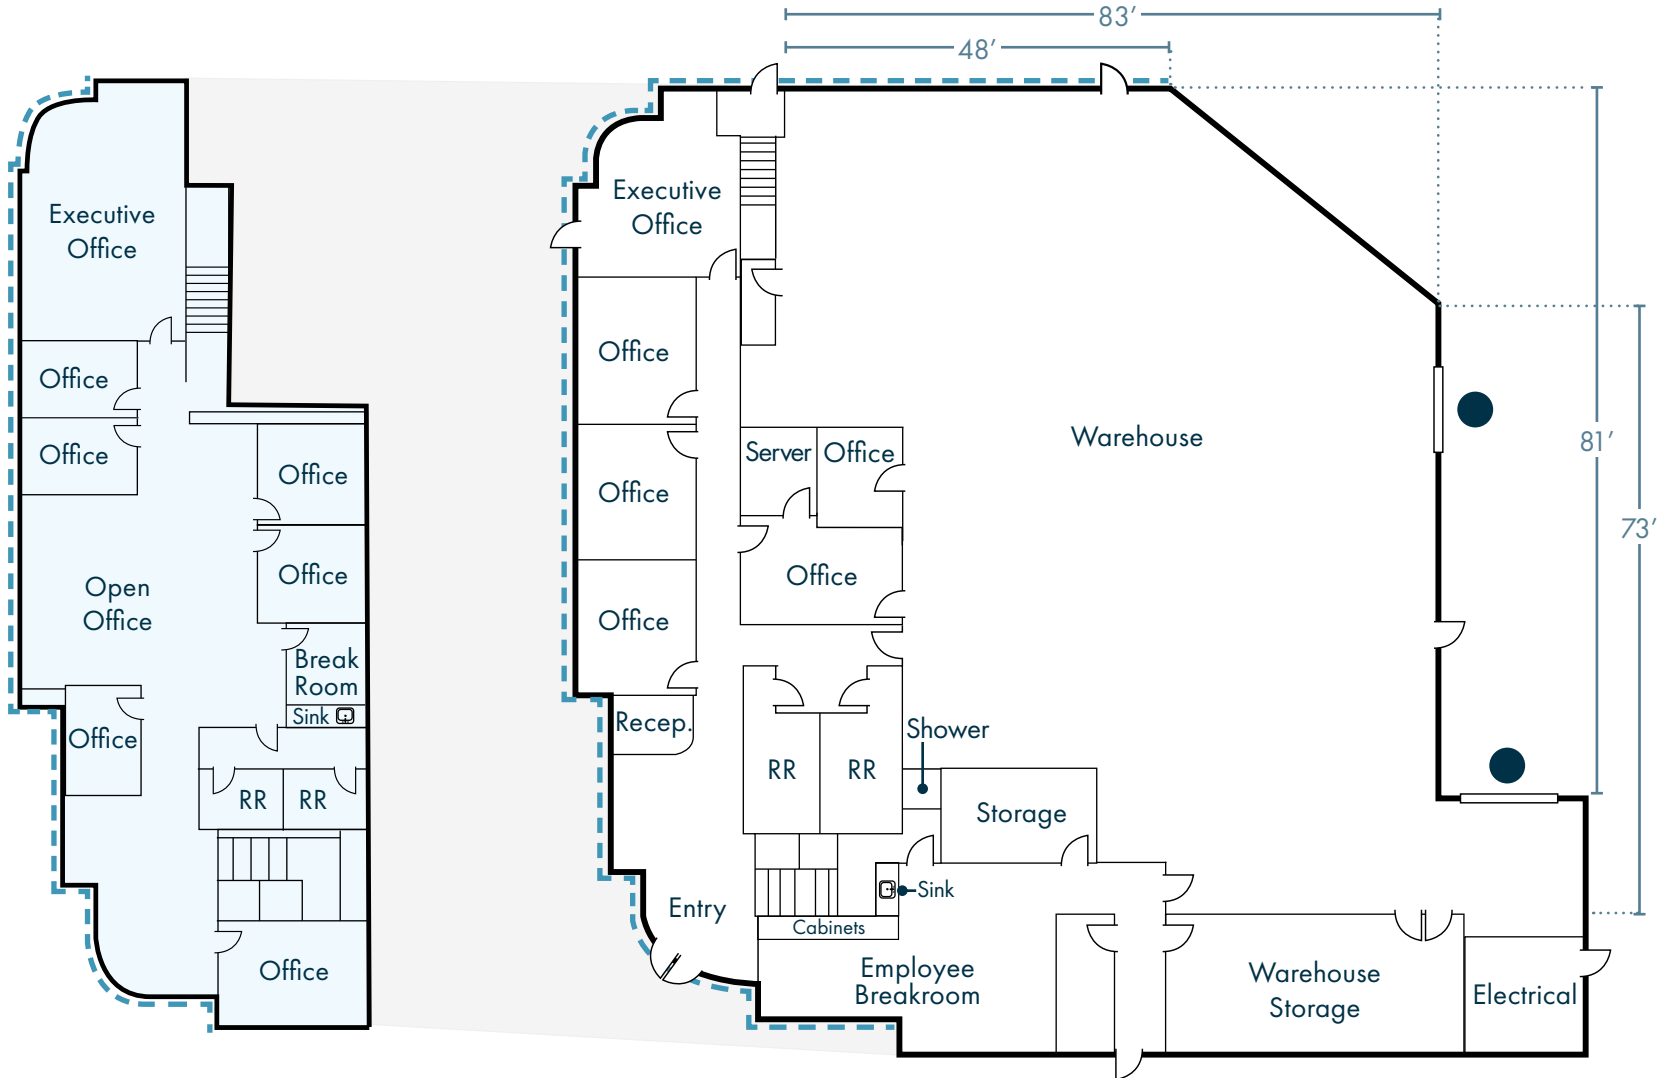 83′
48′
81′
73′
Executive
Office
Office
Office
Office
Office
Open
Office
Break
Room
Sink
Office
RR
RR
Office
Executive
Office
Office
Office
Office
Recep.
Server
Office
Office
Warehouse
RR
RR
Shower
Storage
Sink
Entry
Cabinets
Employee
Breakroom
Warehouse
Storage
Electrical